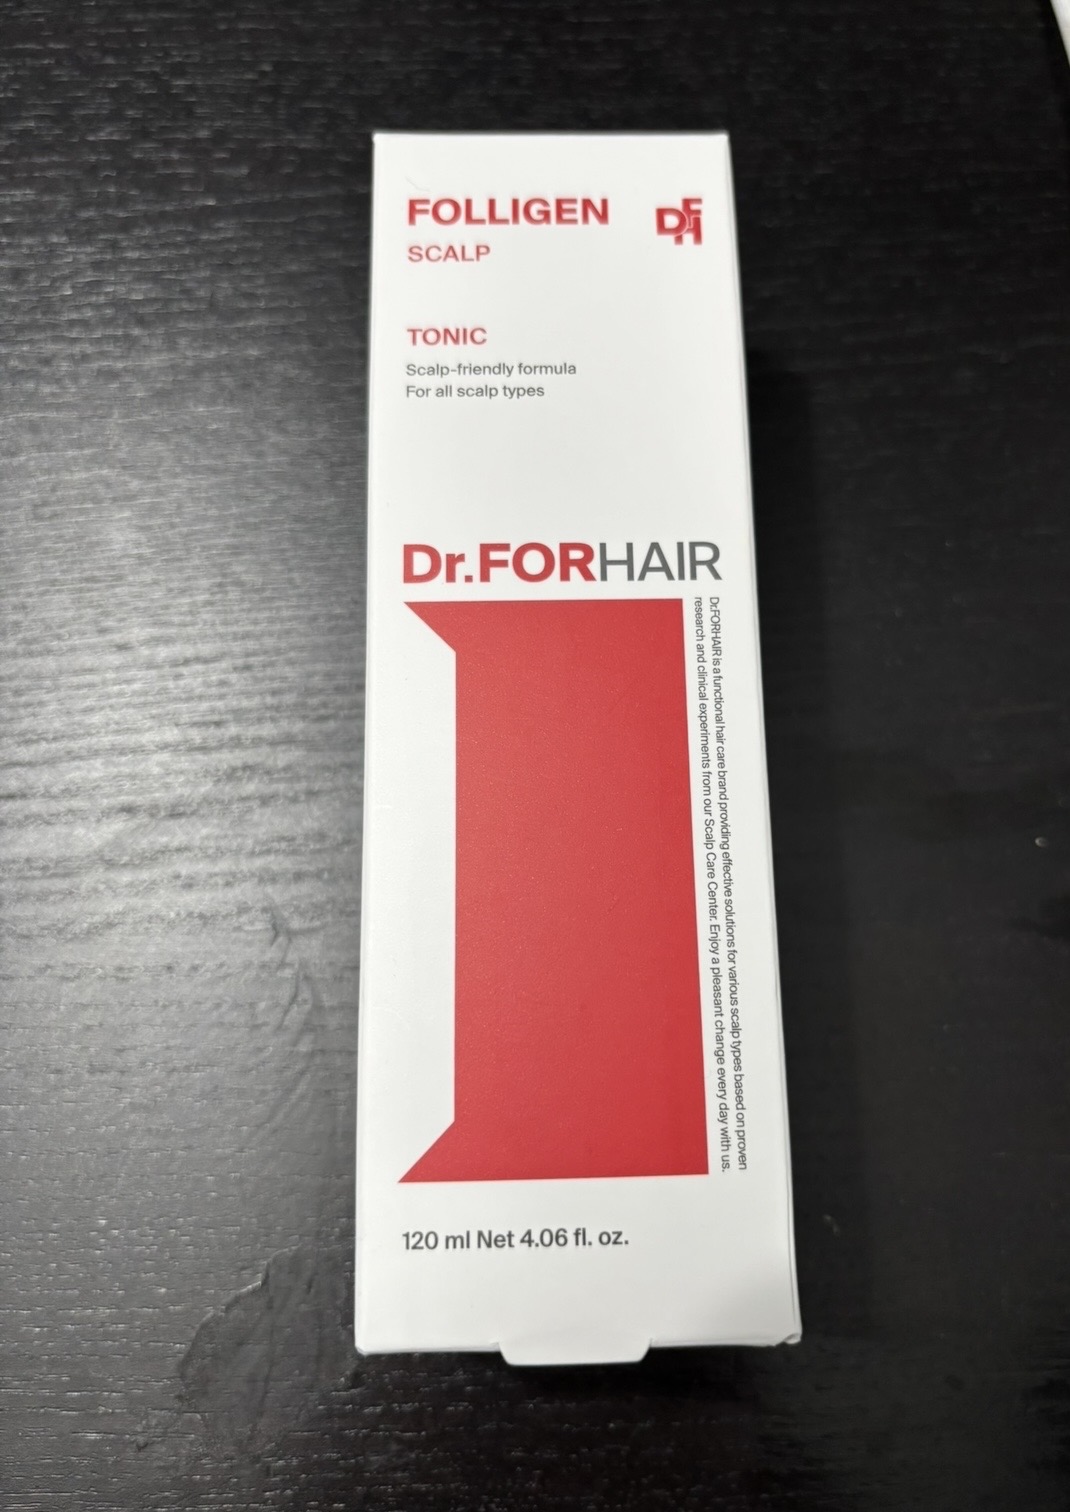 FOLLIGEN
SCALP
DFH
TONIC
Scalp-friendly formula
For all scalp types
Dr.FORHAIR
Dr.FORHAIR is a functional hair care brand providing effective solutions for various scalp types based on proven
research and clinical experiments from our Scalp Care Center. Enjoy a pleasant change every day with us.
120 ml Net 4.06 fl. oz.